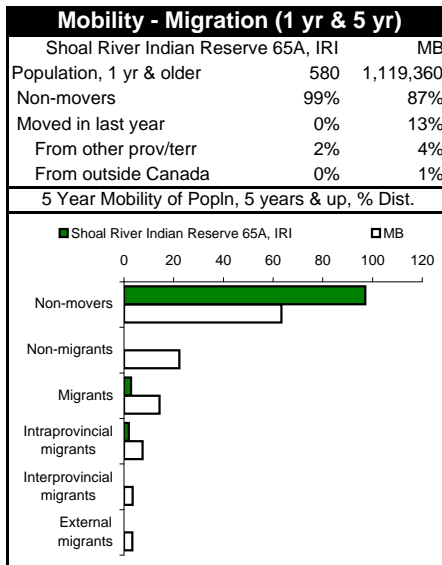 Mobility - Migration (1 yr & 5 yr)
Shoal River Indian Reserve 65A, IRI MB
Population, 1 yr & older 580 1,119,360
Non-movers 99% 87%
Moved in last year 0% 13%
From other prov/terr 2% 4%
From outside Canada 0% 1%
5 Year Mobility of Popln, 5 years & up, % Dist.
Shoal River Indian Reserve 65A, IRI MB
0 20 40 60 80 100 120
Non-movers
Non-migrants
Migrants
Intraprovincial
migrants
Interprovincial
migrants
External
migrants